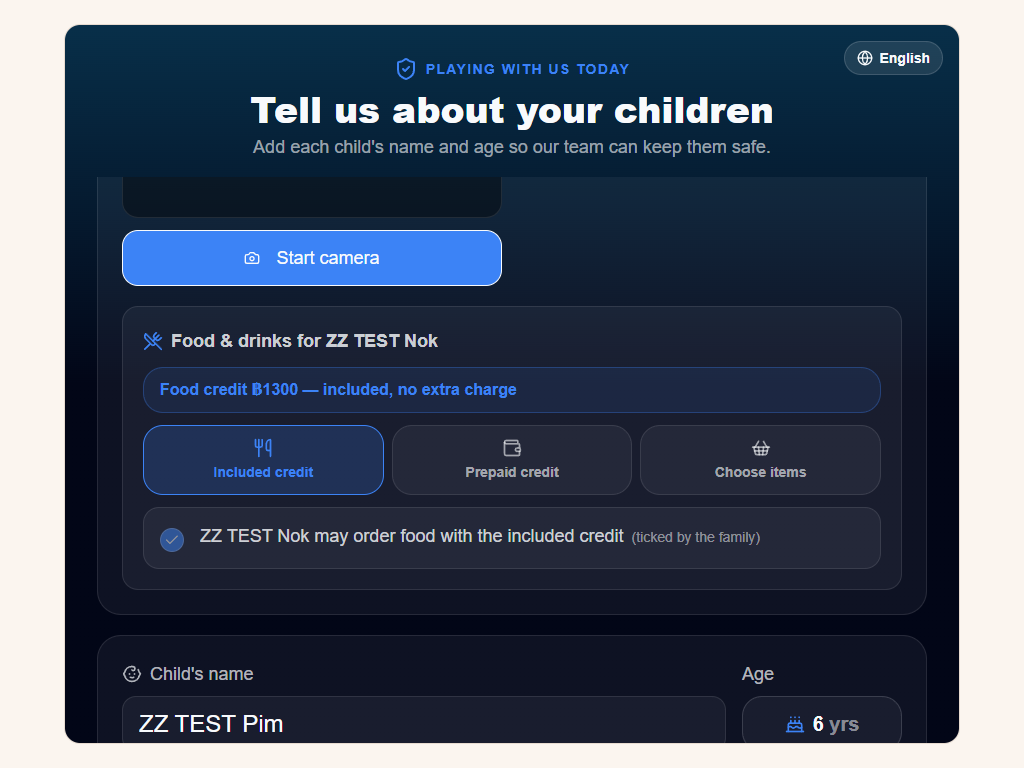 English
PLAYING WITH US TODAY
Tell us about your children
Add each child's name and age so our team can keep them safe.
Start camera
Food & drinks for ZZ TEST Nok
Food credit ฿1300 — included, no extra charge
Included credit
Prepaid credit
Choose items
ZZ TEST Nok may order food with the included credit (ticked by the family)
Child's name
Age
ZZ TEST Pim
6 yrs